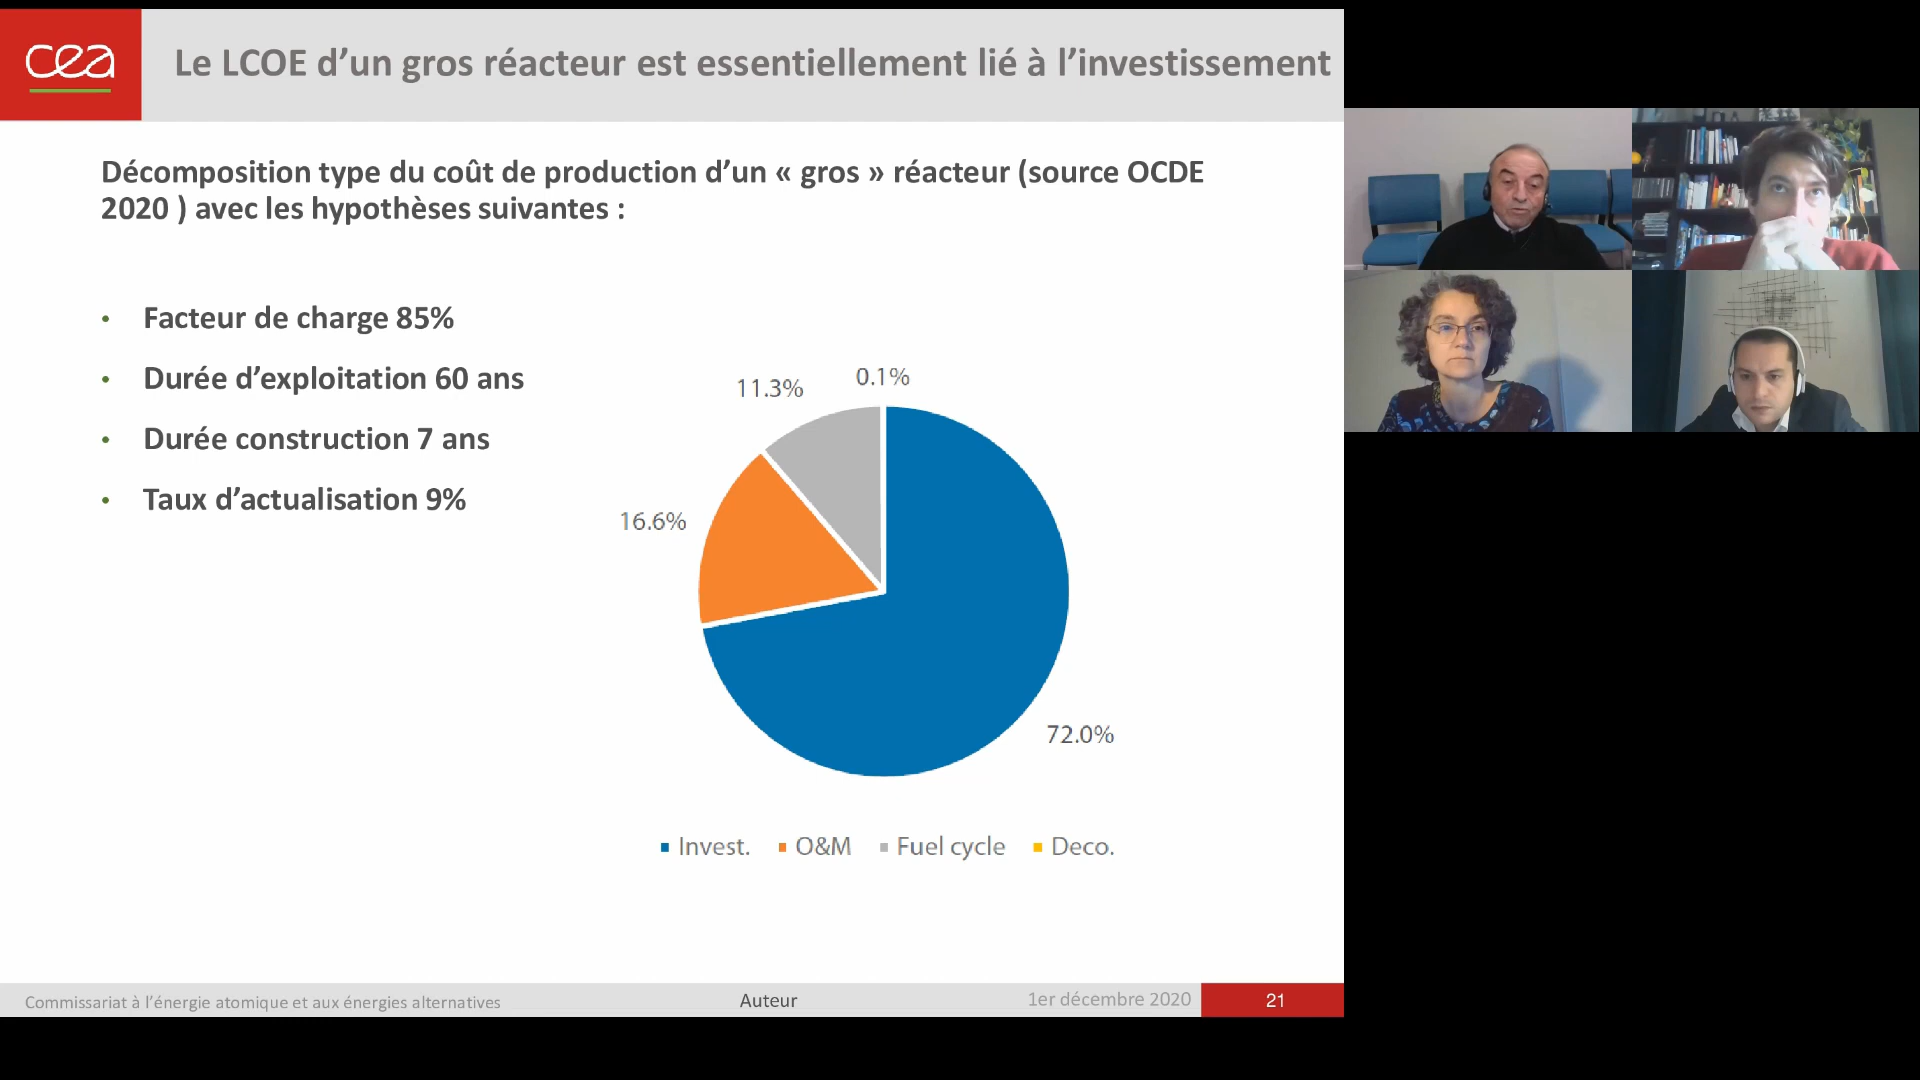 cea
Le LCOE d’un gros réacteur est essentiellement lié à l’investissement
Décomposition type du coût de production d’un « gros » réacteur (source OCDE
2020 ) avec les hypothèses suivantes :
• Facteur de charge 85%
• Durée d’exploitation 60 ans
• Durée construction 7 ans
• Taux d’actualisation 9%
0.1%
11.3%
16.6%
72.0%
Invest. O&M Fuel cycle Deco.
Commissariat à l’énergie atomique et aux énergies alternatives
Auteur
1er décembre 2020
21